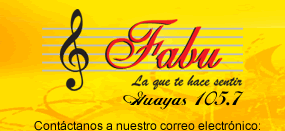 Fabu
La que te hace sentir
Guayas 105.7
Contáctanos a nuestro correo electrónico: